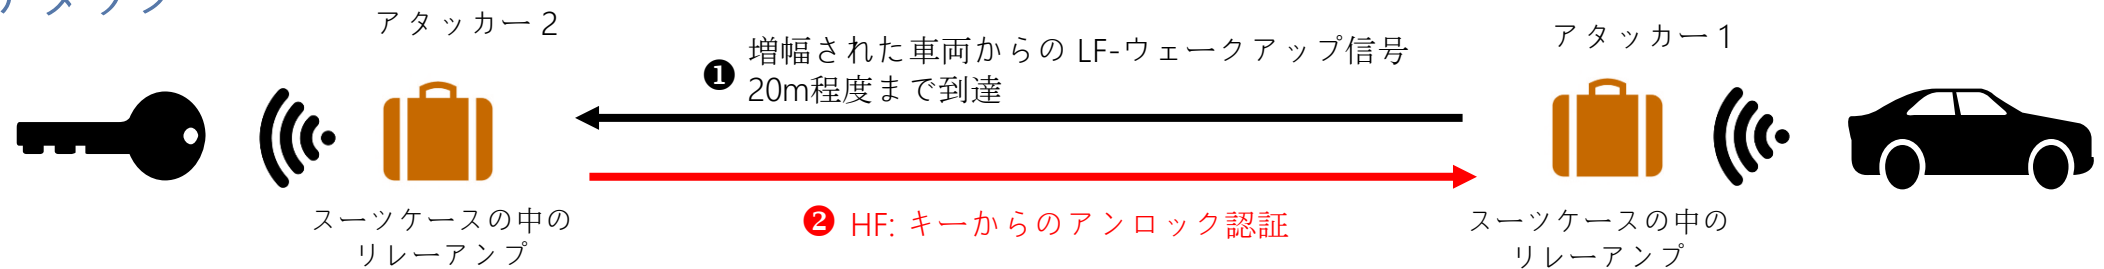 アタッカー 2
アタッカー 1
❶ 増幅された車両からの LF-ウェークアップ信号
20m程度まで到達
❷ HF: キーからのアンロック認証
スーツケースの中の
リレーアンプ
スーツケースの中の
リレーアンプ